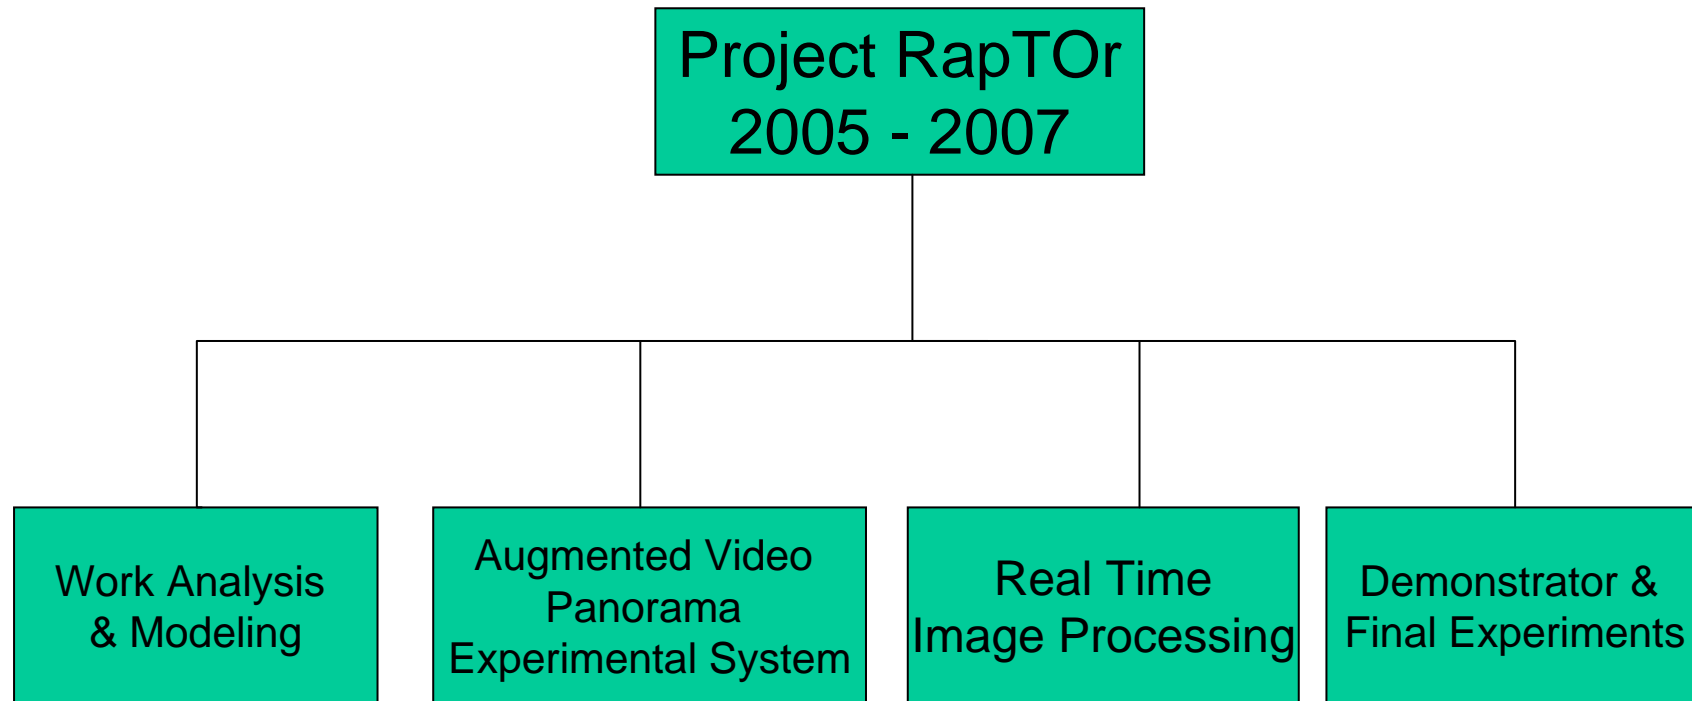 Project RapTOr
2005 - 2007
Work Analysis
& Modeling
Augmented Video
Panorama
Experimental System
Real Time
Image Processing
Demonstrator &
Final Experiments